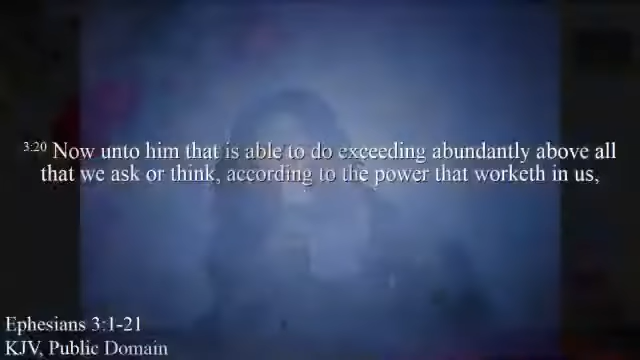 3:20 Now unto him that is able to do exceeding abundantly above all
that we ask or think, according to the power that worketh in us,
Ephesians 3:1-21
KJV, Public Domain